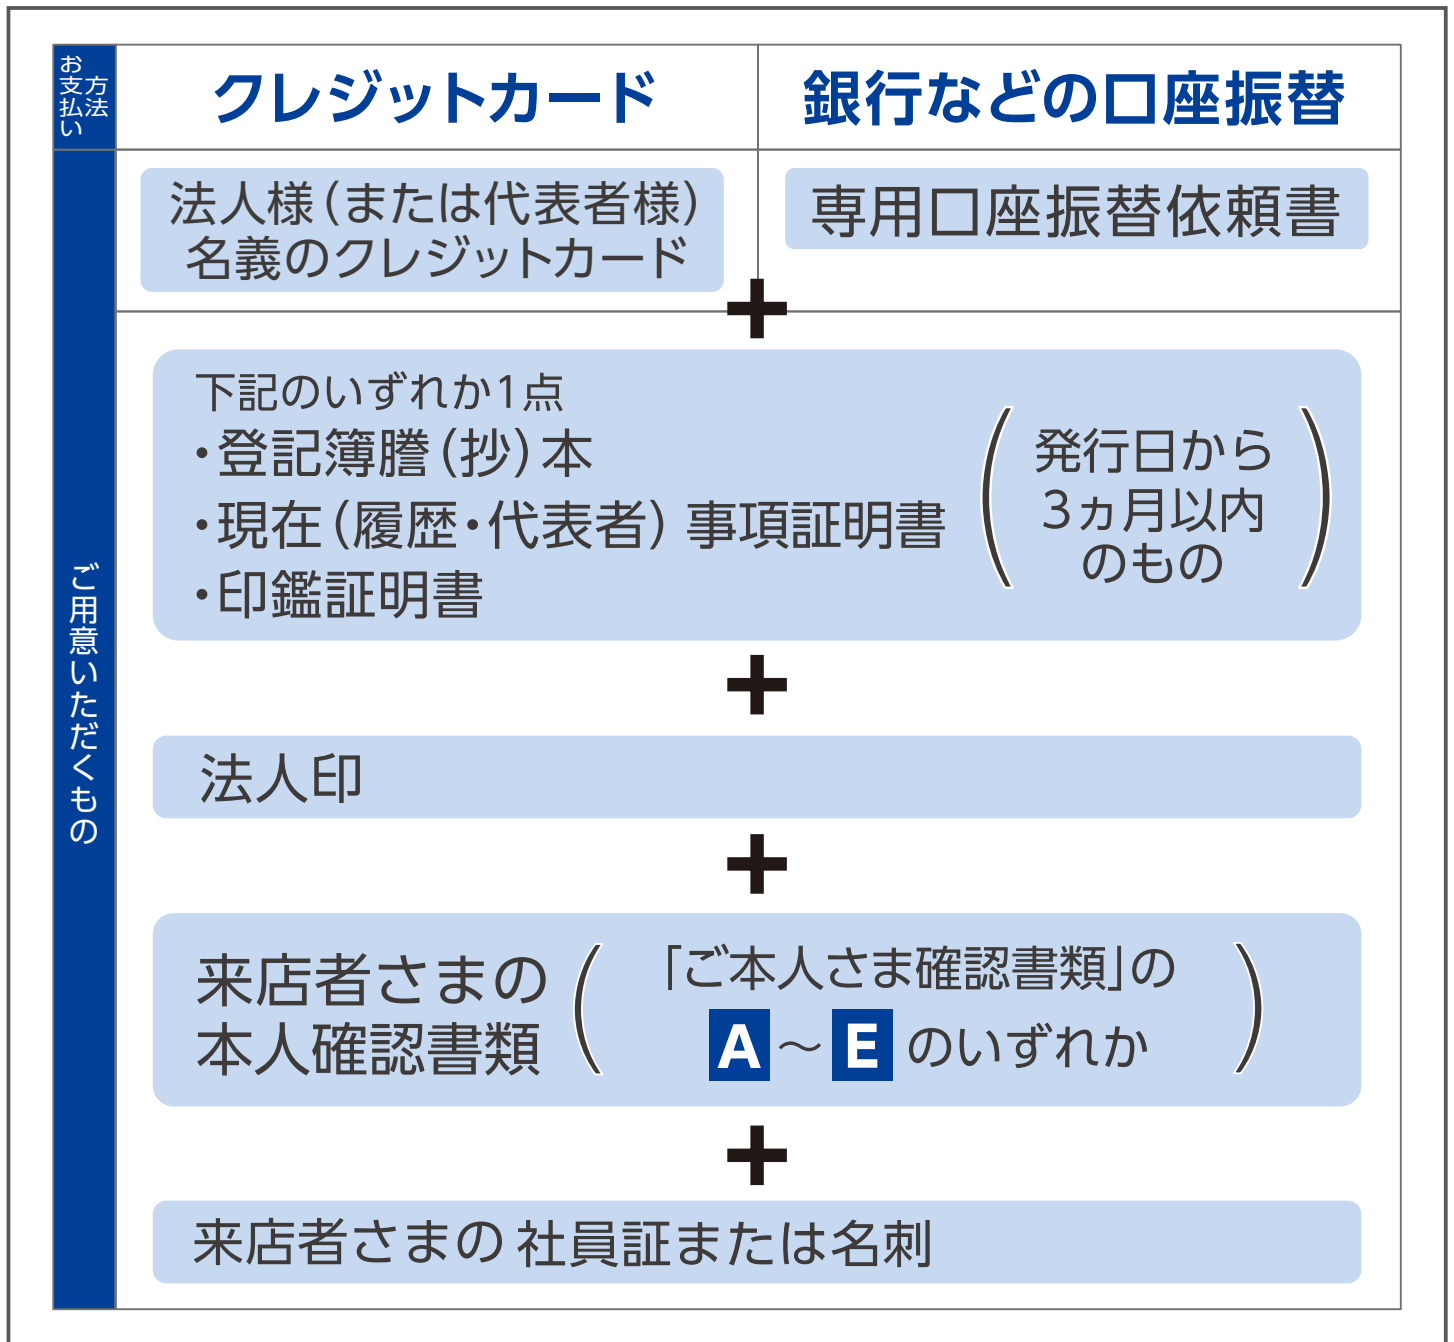 お支払い
方法
クレジットカード
銀行などの口座振替
ご用意いただくもの
法人様(または代表者様)
名義のクレジットカード
専用口座振替依頼書
+
下記のいずれか1点
・登記簿謄(抄)本
・現在(履歴・代表者)事項証明書
・印鑑証明書
(発行日から
3ヵ月以内
のもの)
+
法人印
+
来店者さまの
本人確認書類
(「ご本人さま確認書類」の
A〜Eのいずれか)
+
来店者さまの社員証または名刺